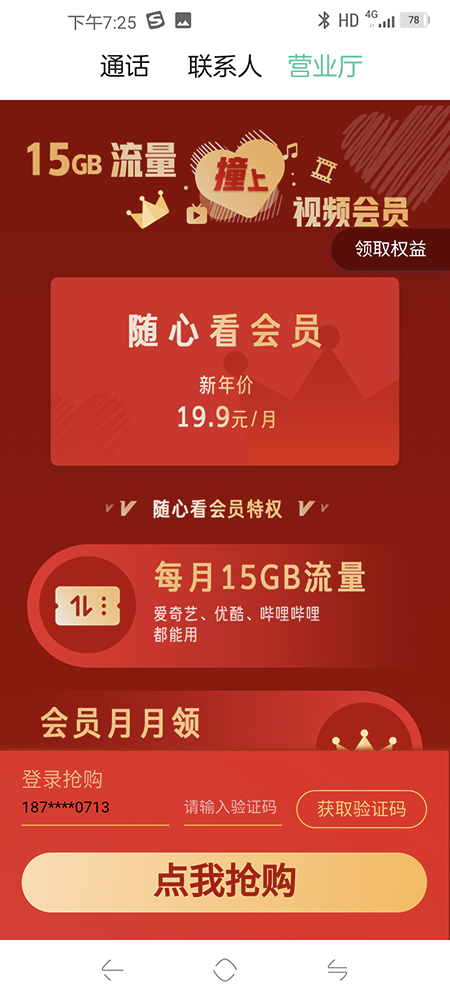 下午7:25
HD 4G 78
通话 联系人 营业厅
15GB 流量
撞上
视频会员
领取权益
随心看会员
新年价
19.9元/月
随心看会员特权
每月15GB流量
爱奇艺、优酷、哔哩哔哩
都能用
会员月月领
登录抢购
187****0713 请输入验证码 获取验证码
点我抢购